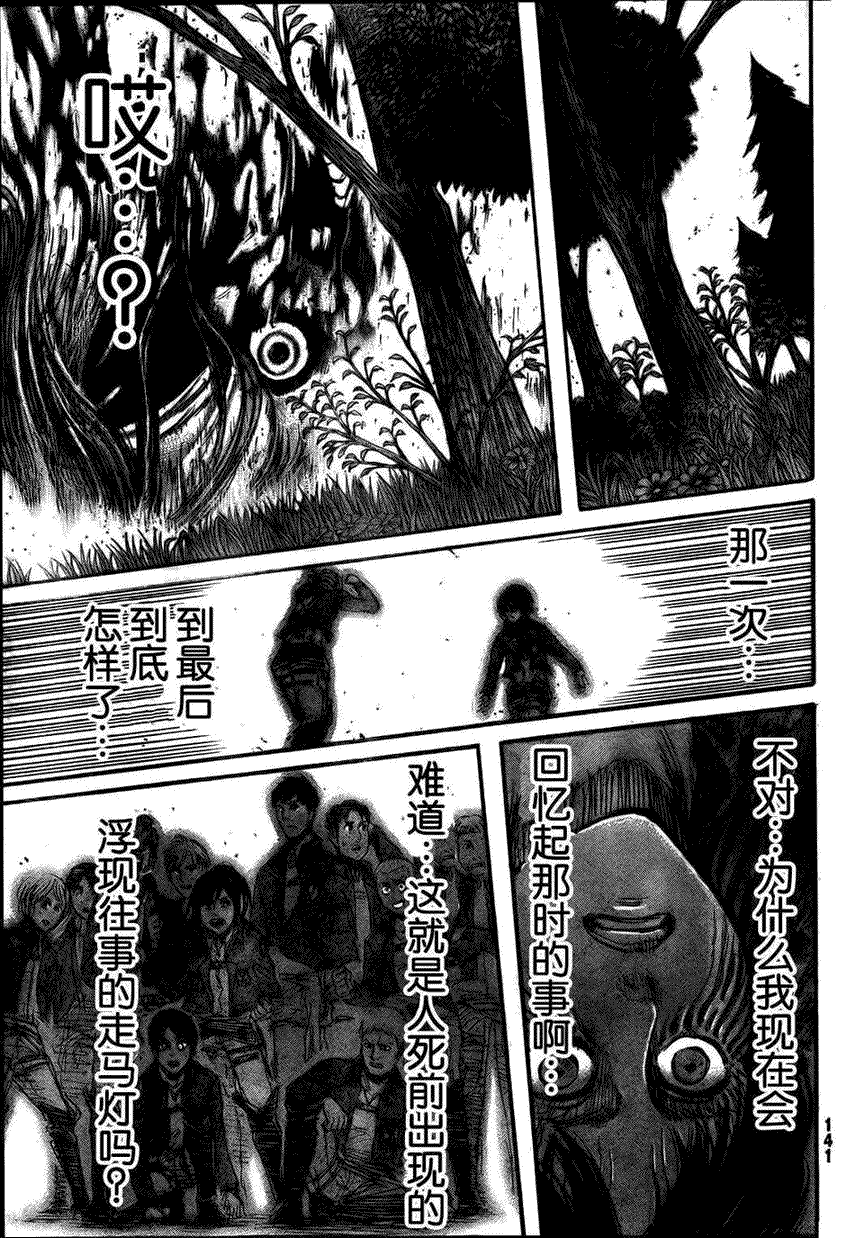 哎……?
那一次…
到最后
到底
怎样了…
不对…为什么我现在会
回忆起那时的事啊…
难道…这就是人死前出现的
浮现往事的走马灯吗?
141